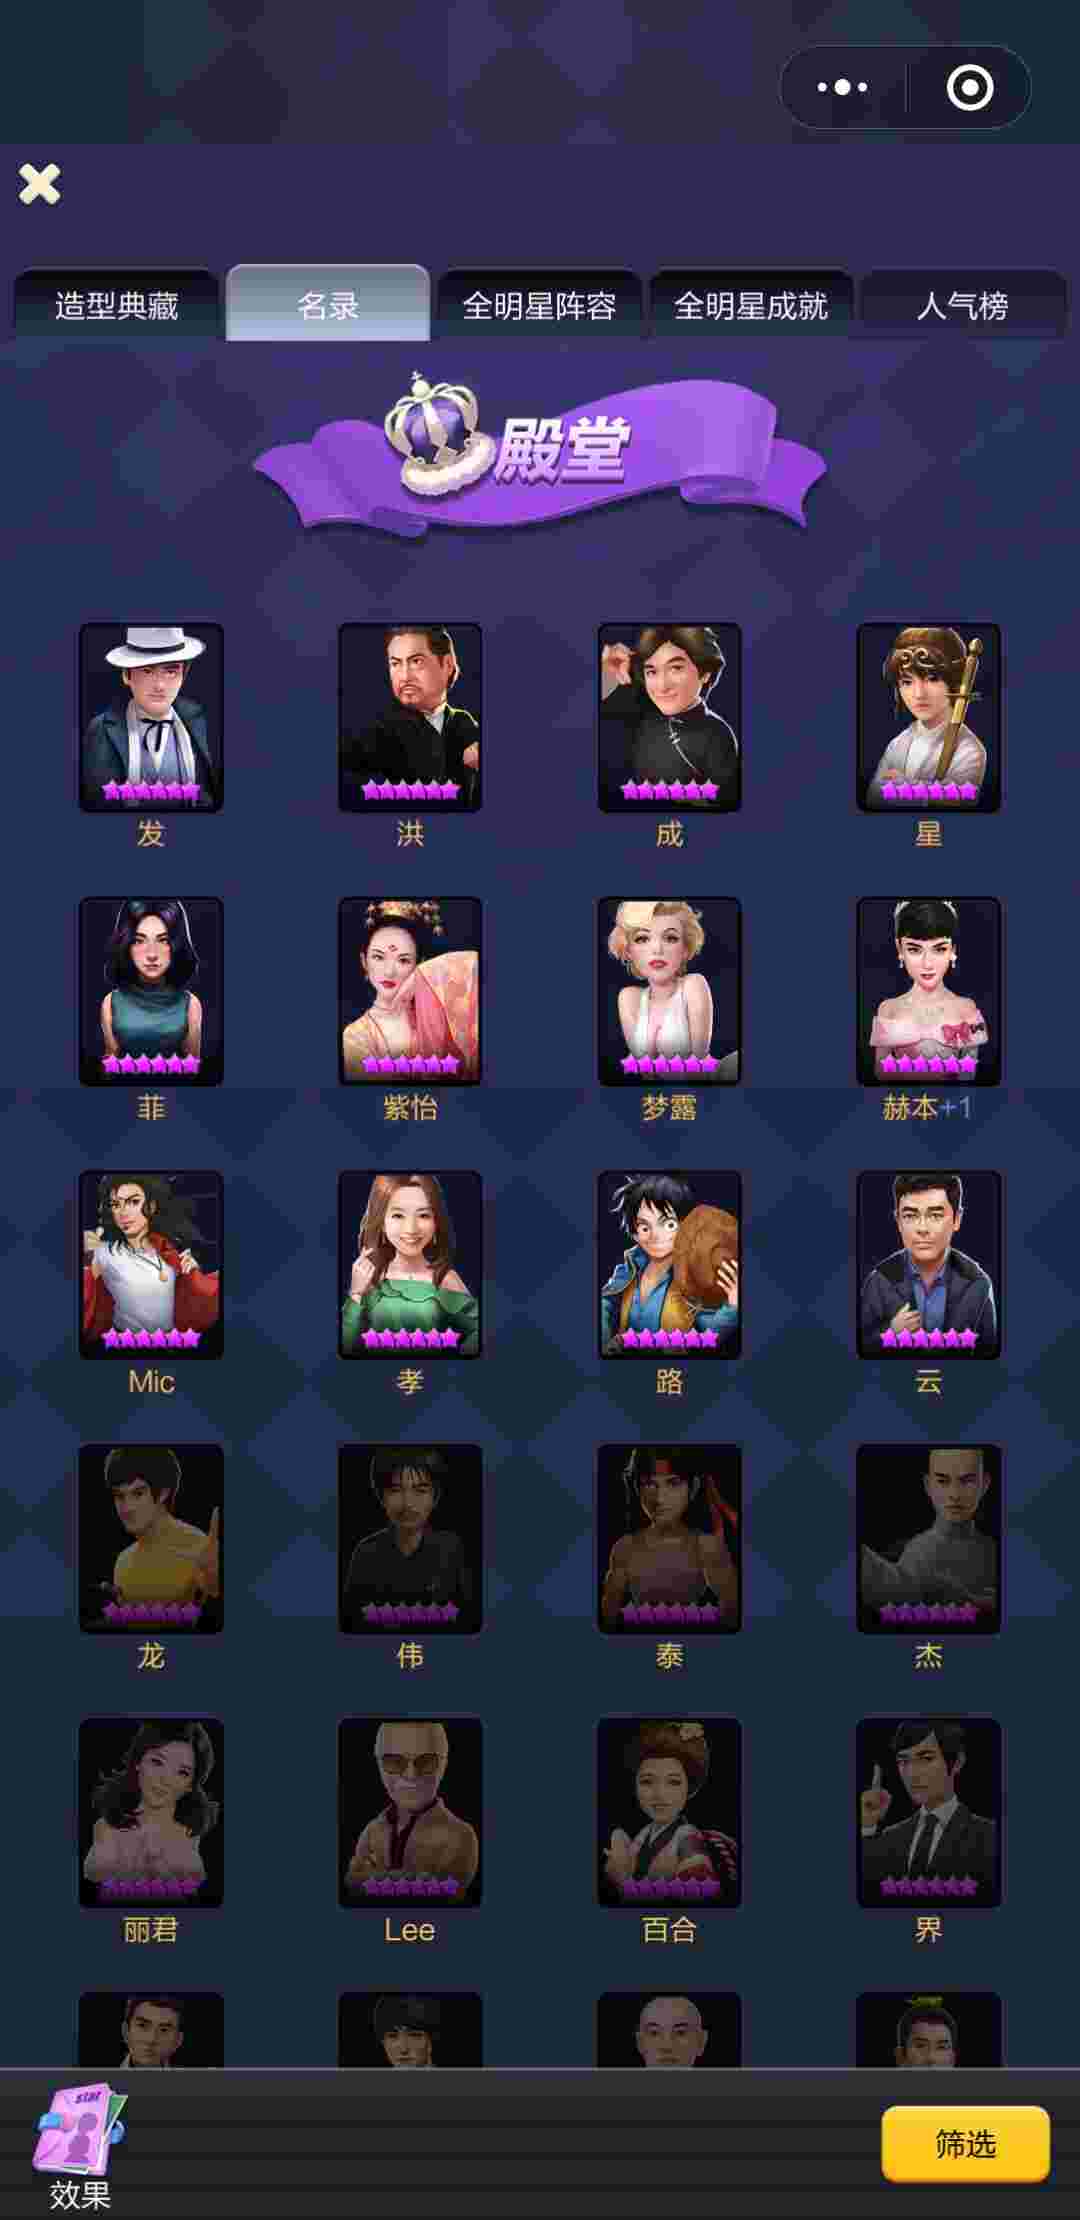 造型典藏 名录 全明星阵容 全明星成就 人气榜
殿堂
发 洪 成 星
菲 紫怡 梦露 赫本+1
Mic 孝 路 云
龙 伟 泰 杰
丽君 Lee 百合 界
star
效果 筛选